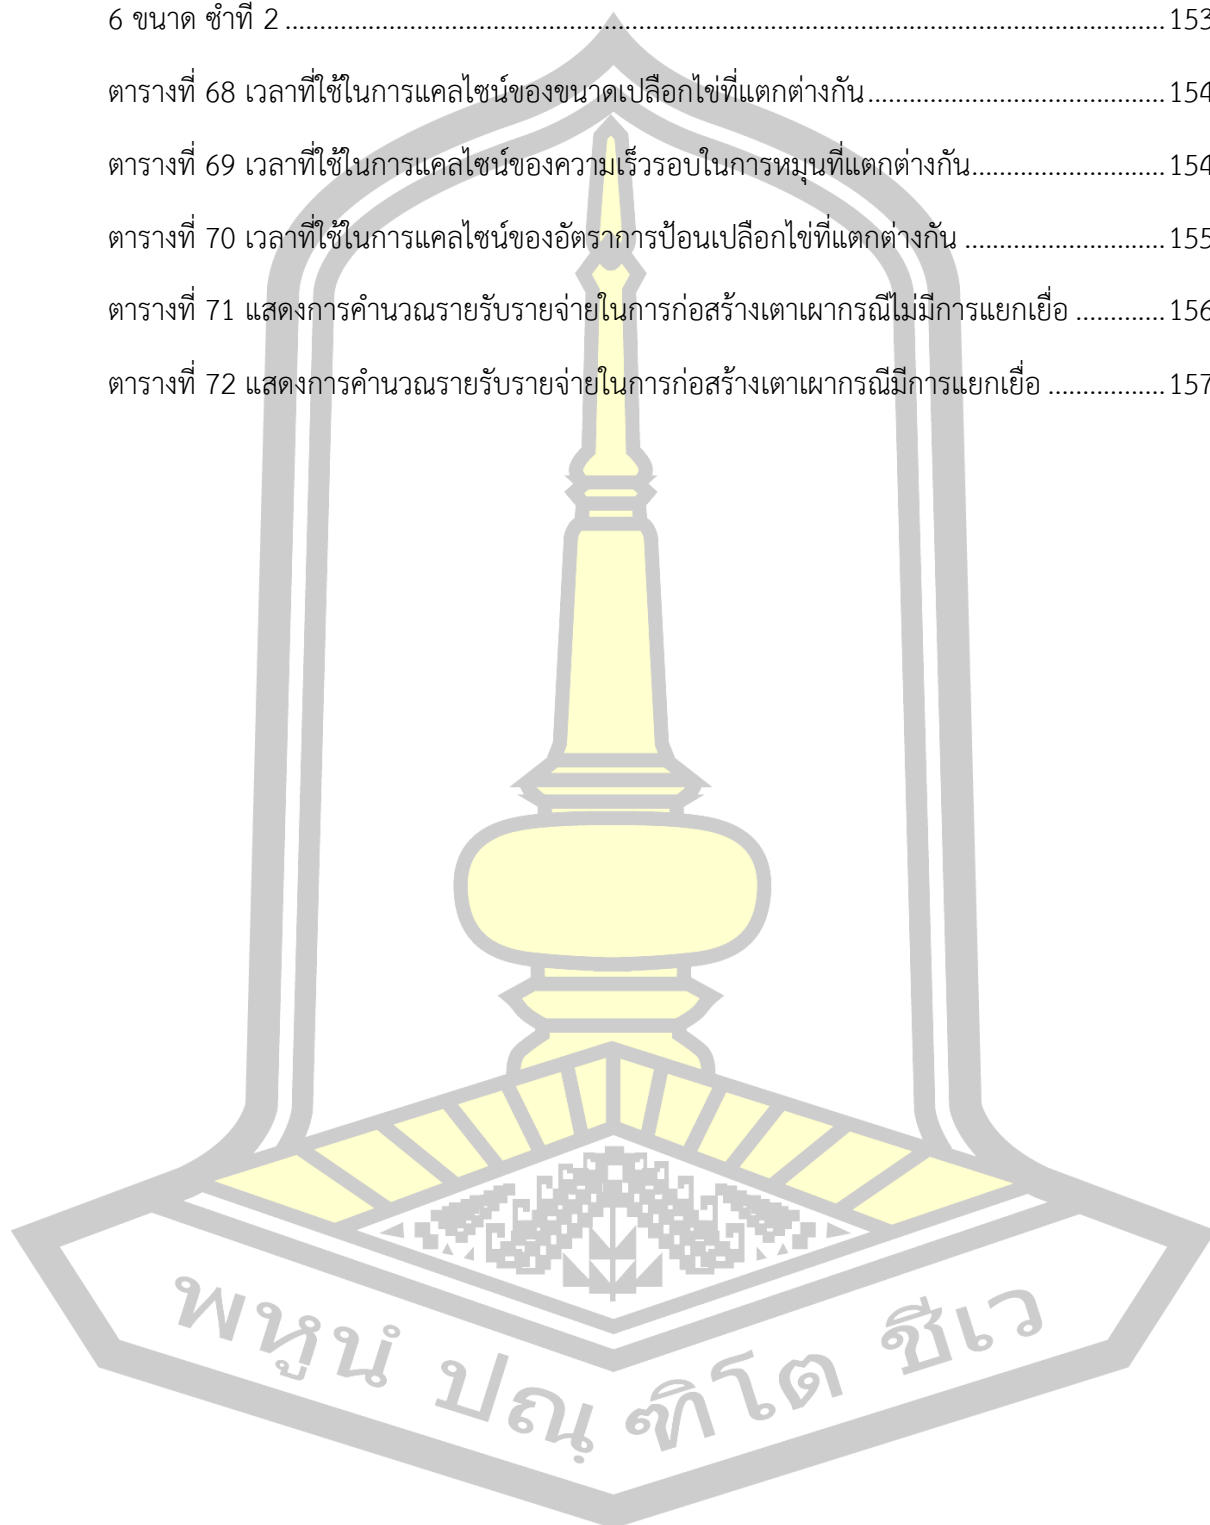 6 ขนาด ซ้ำที่ 2 ........................................................................................................................ 153
ตารางที่ 68 เวลาที่ใช้ในการแคลไซน์ของขนาดเปลือกไข่ที่แตกต่างกัน ......................................... 154
ตารางที่ 69 เวลาที่ใช้ในการแคลไซน์ของความเร็วรอบในการหมุนที่แตกต่างกัน........................... 154
ตารางที่ 70 เวลาที่ใช้ในการแคลไซน์ของอัตราการป้อนเปลือกไข่ที่แตกต่างกัน ............................ 155
ตารางที่ 71 แสดงการคำนวณรายรับรายจ่ายในการก่อสร้างเตาเผากรณีไม่มีการแยกเยื่อ ............. 156
ตารางที่ 72 แสดงการคำนวณรายรับรายจ่ายในการก่อสร้างเตาเผากรณีมีการแยกเยื่อ ................. 157
พหูนํ ปณฺฑิโต ชีเว